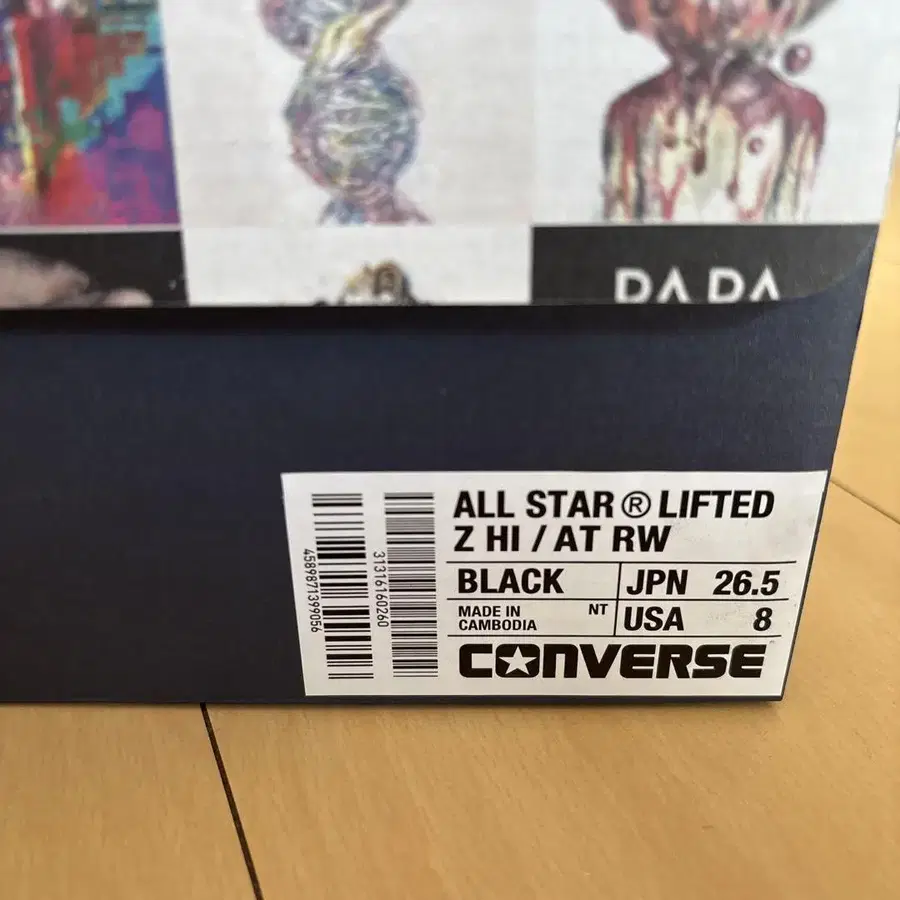 ALL STAR Ⓡ LIFTED
Z HI / AT RW
BLACK JPN 26.5
MADE IN CAMBODIA NT USA 8
CONVERSE
4589871399056
31316160260